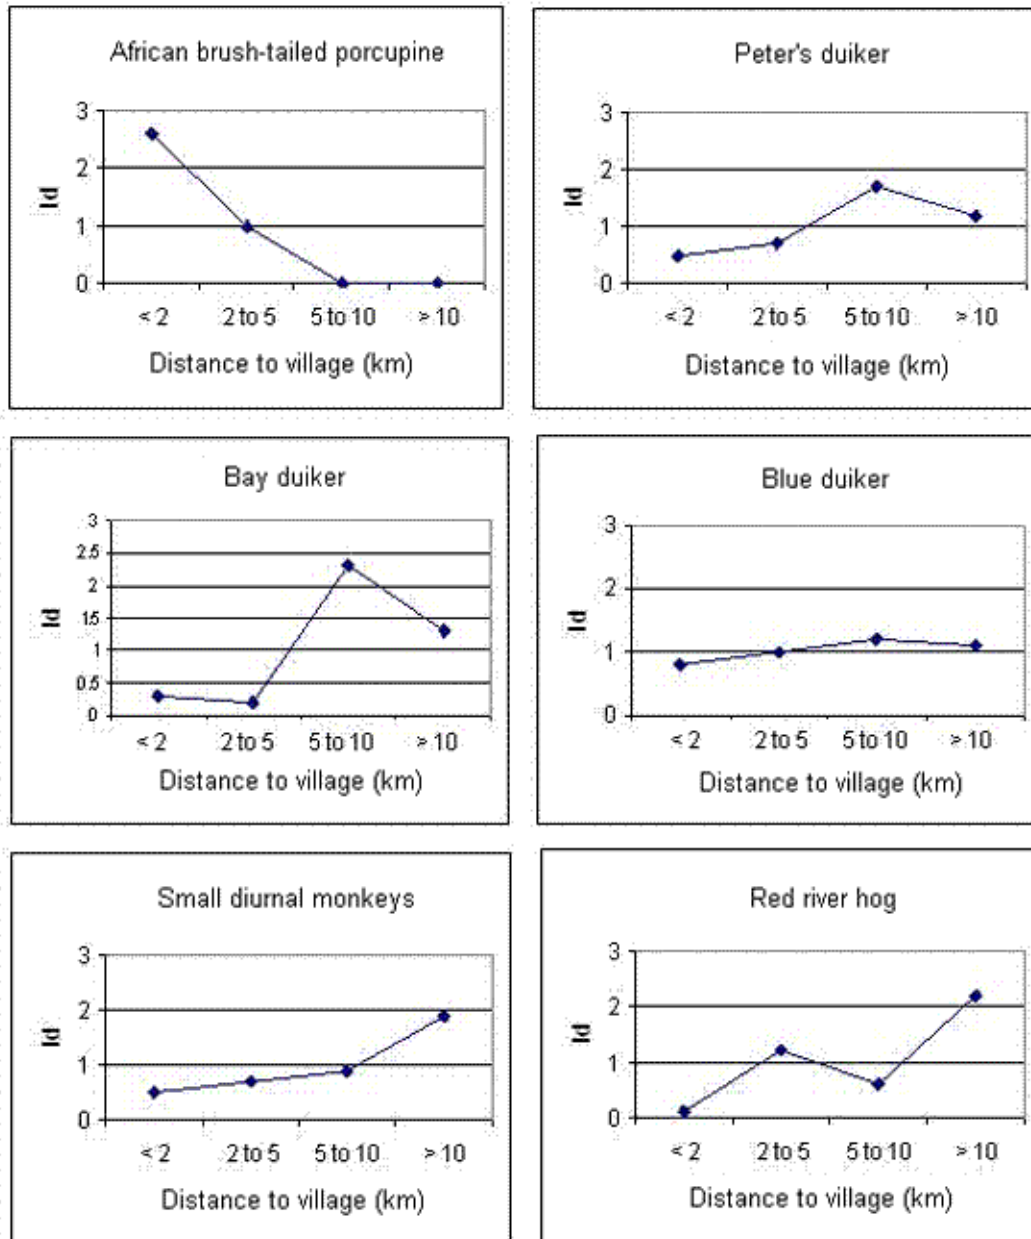 African brush-tailed porcupine
3
2
1
0
Id
< 2 2 to 5 5 to 10 > 10
Distance to village (km)
Peter's duiker
3
2
1
0
Id
< 2 2 to 5 5 to 10 > 10
Distance to village (km)
Bay duiker
3
2.5
2
1.5
1
0.5
0
Id
< 2 2 to 5 5 to 10 > 10
Distance to village (km)
Blue duiker
3
2
1
0
Id
< 2 2 to 5 5 to 10 > 10
Distance to village (km)
Small diurnal monkeys
3
2
1
0
Id
< 2 2 to 5 5 to 10 > 10
Distance to village (km)
Red river hog
3
2
1
0
Id
< 2 2 to 5 5 to 10 > 10
Distance to village (km)